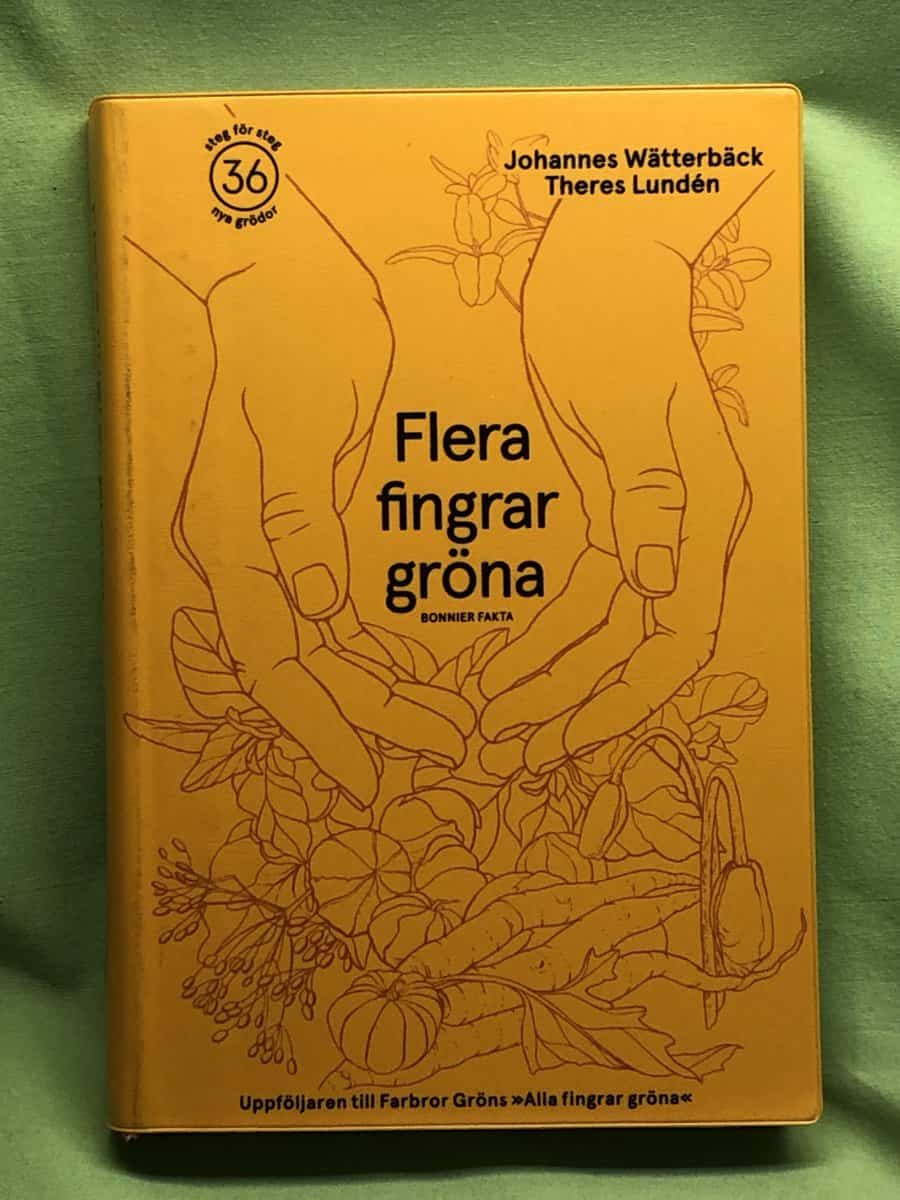 steg för steg
36
nya grödor
Johannes Wätterbäck
Theres Lundén
Flera
fingrar
gröna
BONNIER FAKTA
Uppföljaren till Farbror Gröns »Alla fingrar gröna«